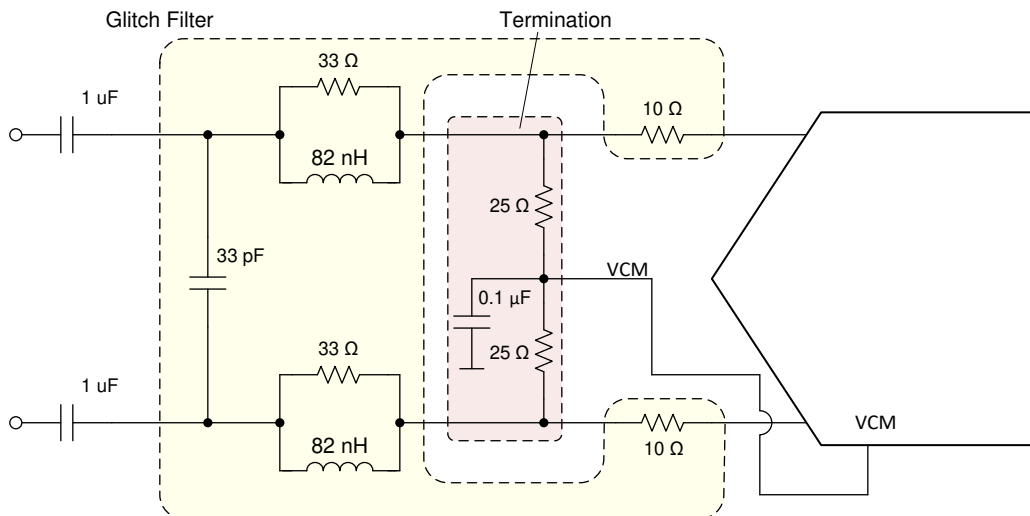 Glitch Filter
Termination
33 Ω
1 uF
10 Ω
82 nH
25 Ω
33 pF
VCM
0.1 µF
33 Ω
25 Ω
1 uF
VCM
82 nH
10 Ω